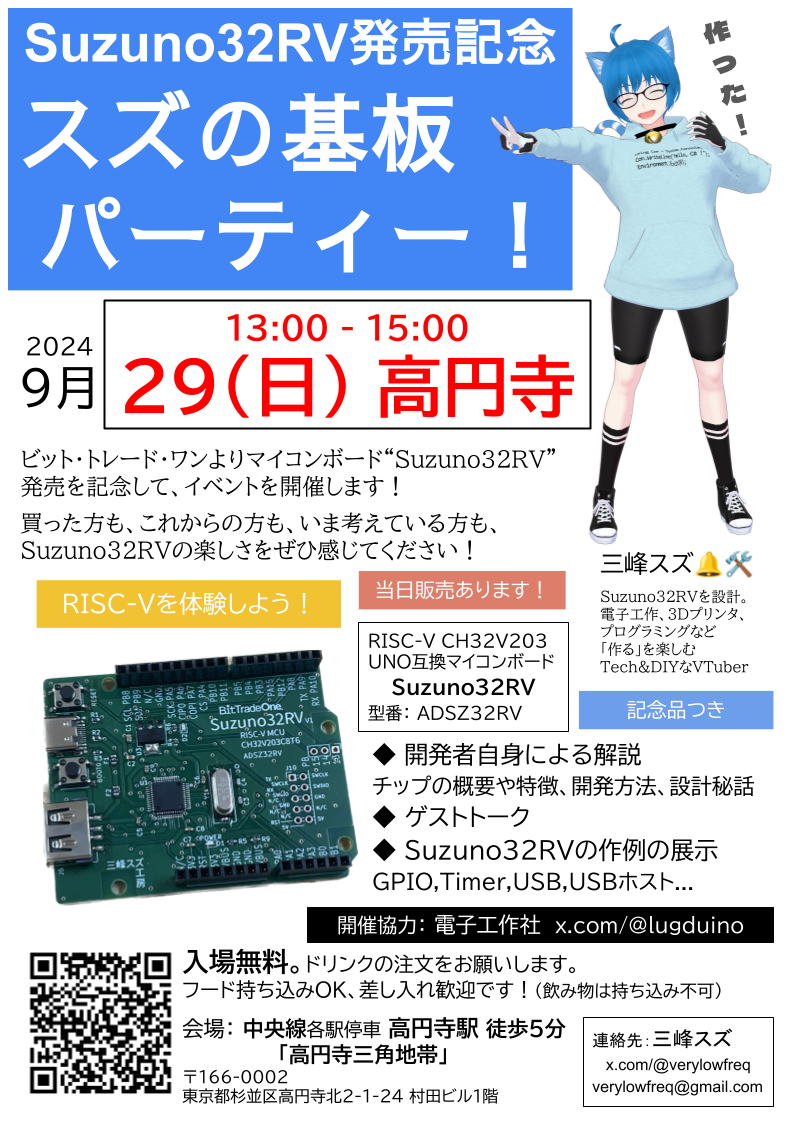 Suzuno32RV発売記念
スズの基板
パーティー！
作った！
2024
9月
13:00 - 15:00
29(日) 高円寺
ビット・トレード・ワンよりマイコンボード“Suzuno32RV”
発売を記念して、イベントを開催します！
買った方も、これからの方も、いま考えている方も、
Suzuno32RVの楽しさをぜひ感じてください！
三峰スズ🔔🛠️
Suzuno32RVを設計。
電子工作、3Dプリンタ、
プログラミングなど
「作る」を楽しむ
Tech&DIYなVTuber
RISC-Vを体験しよう！
当日販売あります！
RISC-V CH32V203
UNO互換マイコンボード
Suzuno32RV
型番： ADSZ32RV
記念品つき
BitTradeOne
Suzuno32RV V1
RISC-V MCU
CH32V203C8T6
ADSZ32RV
RESET
POWER
三峰スズ
◆ 開発者自身による解説
チップの概要や特徴、開発方法、設計秘話
◆ ゲストトーク
◆ Suzuno32RVの作例の展示
GPIO,Timer,USB,USBホスト...
開催協力： 電子工作社 x.com/@lugduino
入場無料。ドリンクの注文をお願いします。
フード持ち込みOK、差し入れ歓迎です！（飲み物は持ち込み不可）
会場： 中央線各駅停車 高円寺駅 徒歩5分
「高円寺三角地帯」
〒166-0002
東京都杉並区高円寺北2-1-24 村田ビル1階
連絡先：三峰スズ
x.com/@verylowfreq
verylowfreq@gmail.com